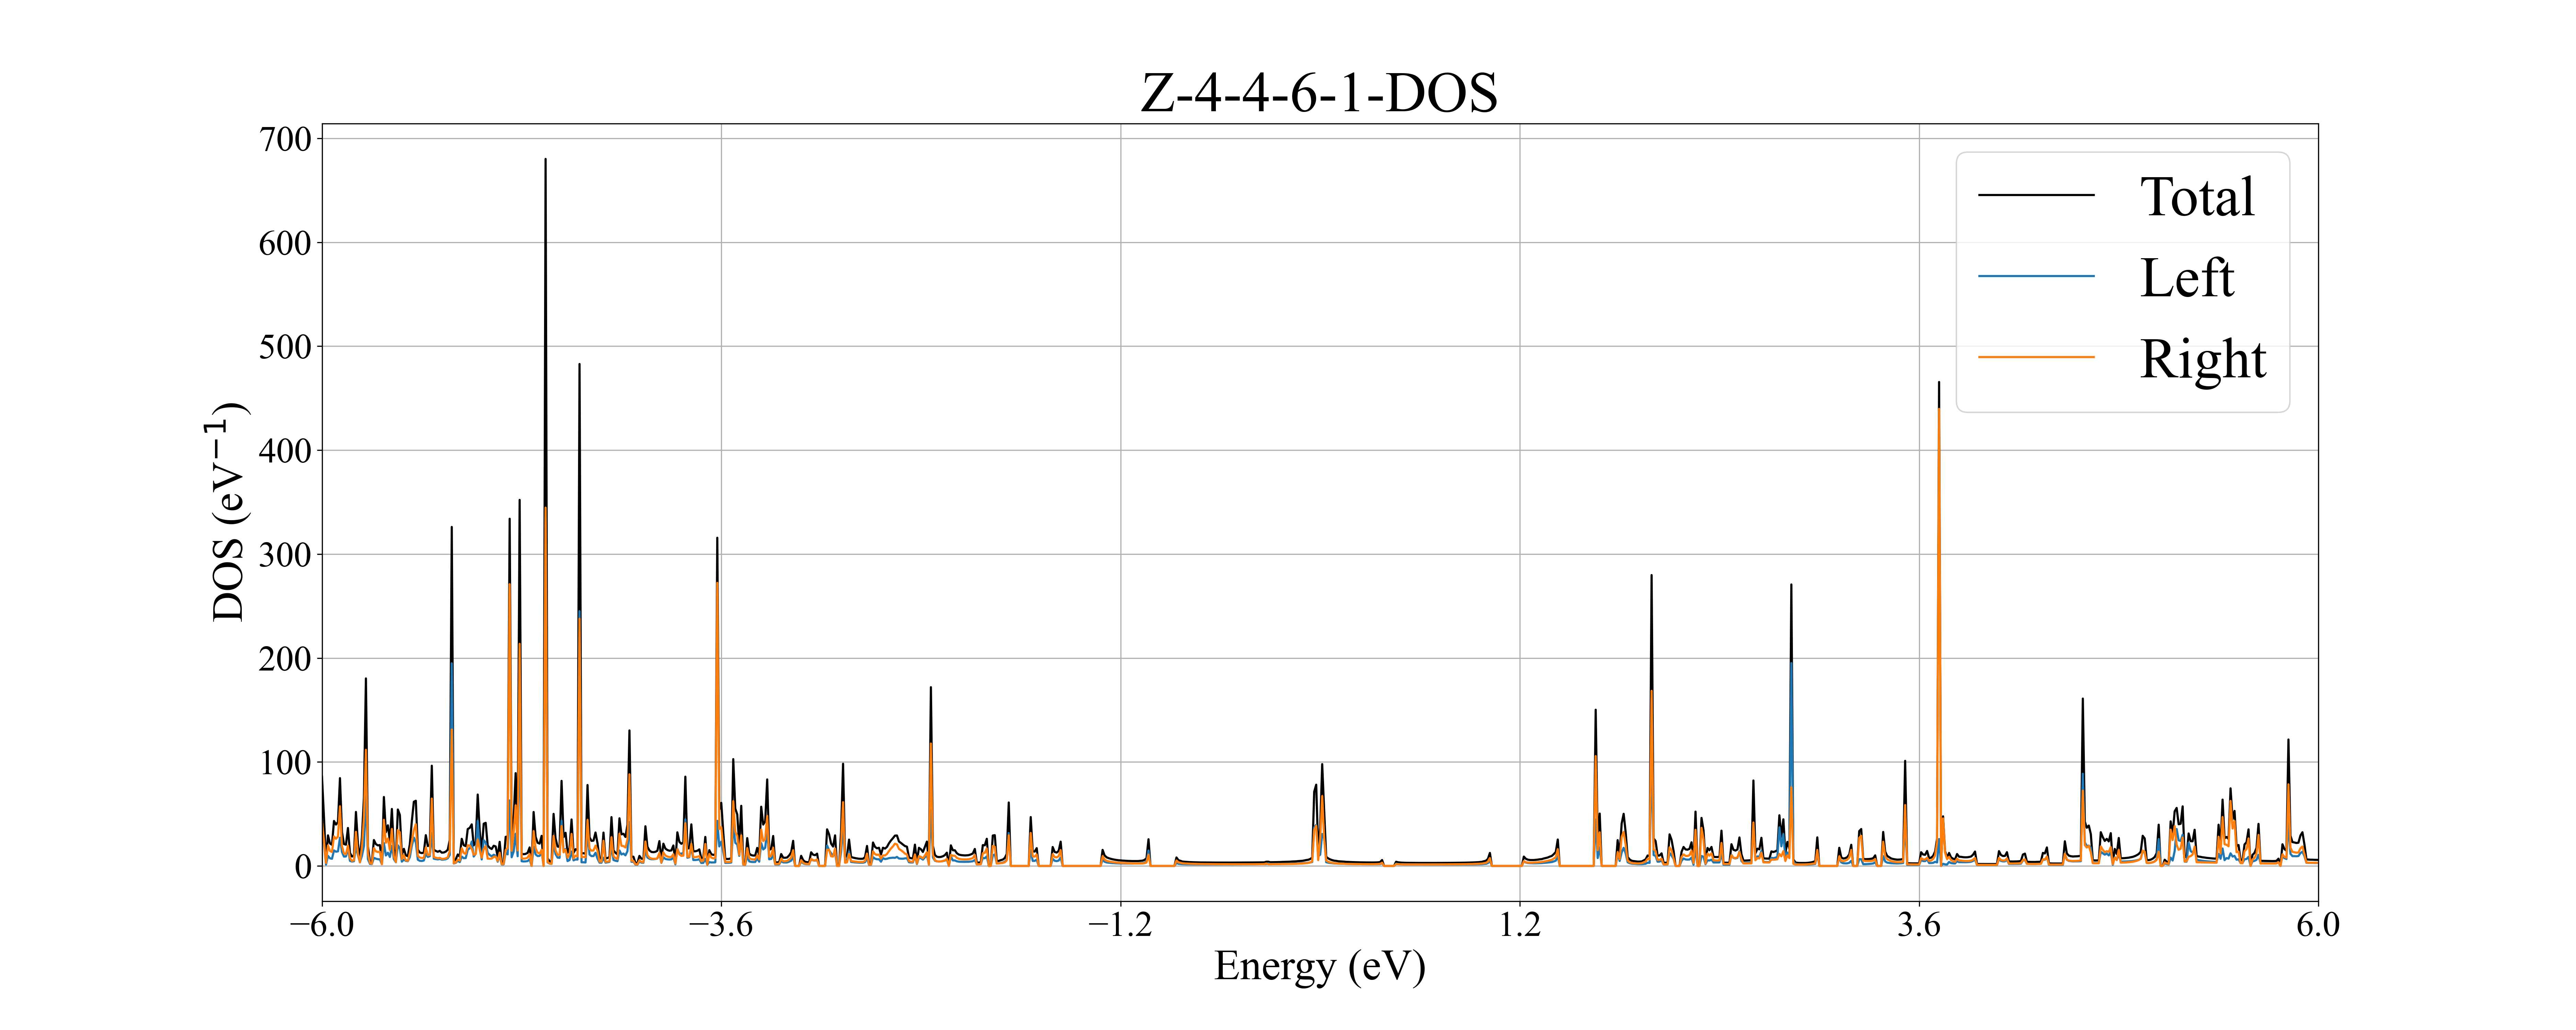 Z-4-4-6-1-DOS
700
600
500
400
300
200
100
0
DOS (eV⁻¹)
Total
Left
Right
−6.0 −3.6 −1.2 1.2 3.6 6.0
Energy (eV)